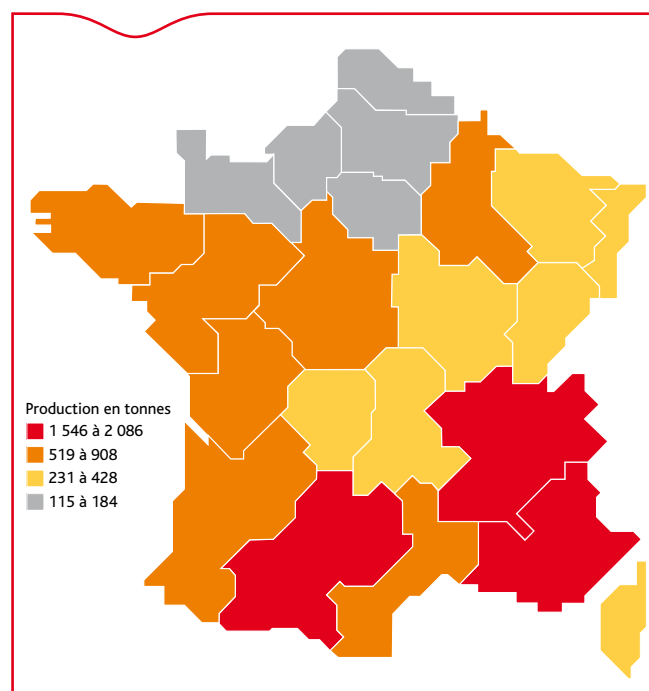 Production en tonnes
1 546 à 2 086
519 à 908
231 à 428
115 à 184